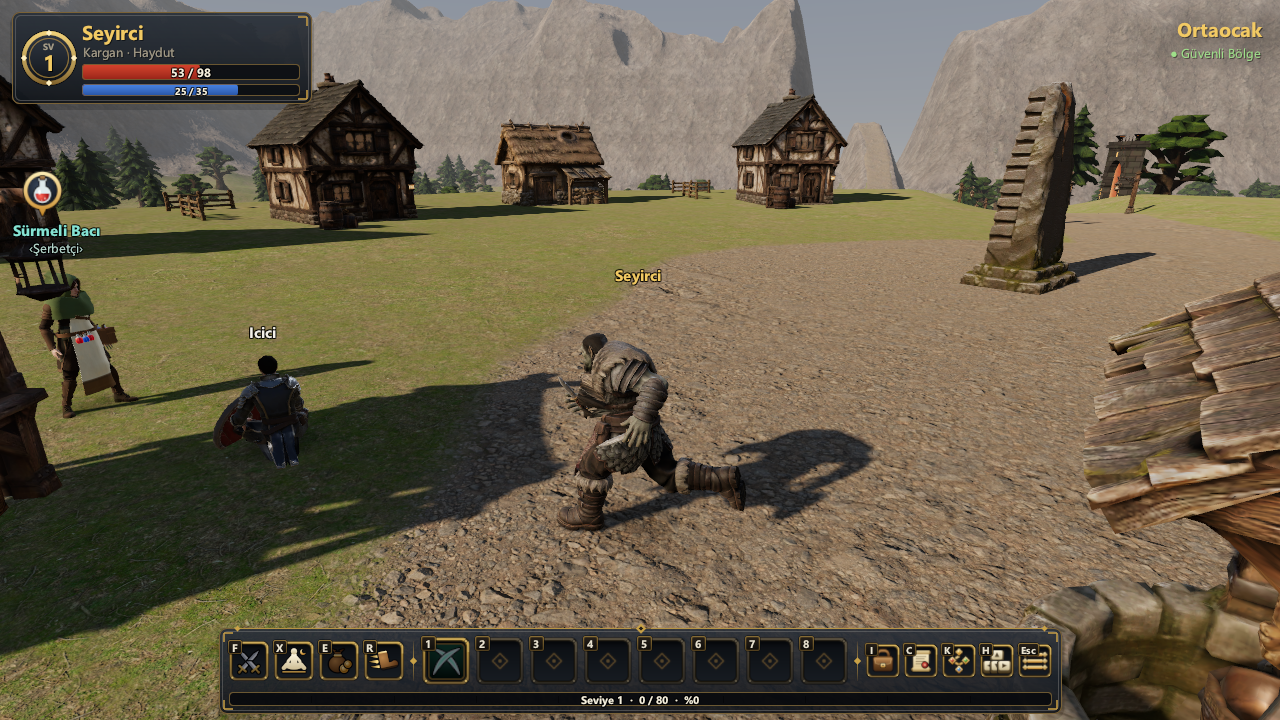 Seyirci
SV
1
Kargan · Haydut
53 / 98
25 / 35
Ortaocak
Güvenli Bölge
Sürmeli Bacı
‹Şerbetçi›
Seyirci
Icici
F X E R 1 2 3 4 5 6 7 8 I C K H Esc
Seviye 1 · 0 / 80 · %0